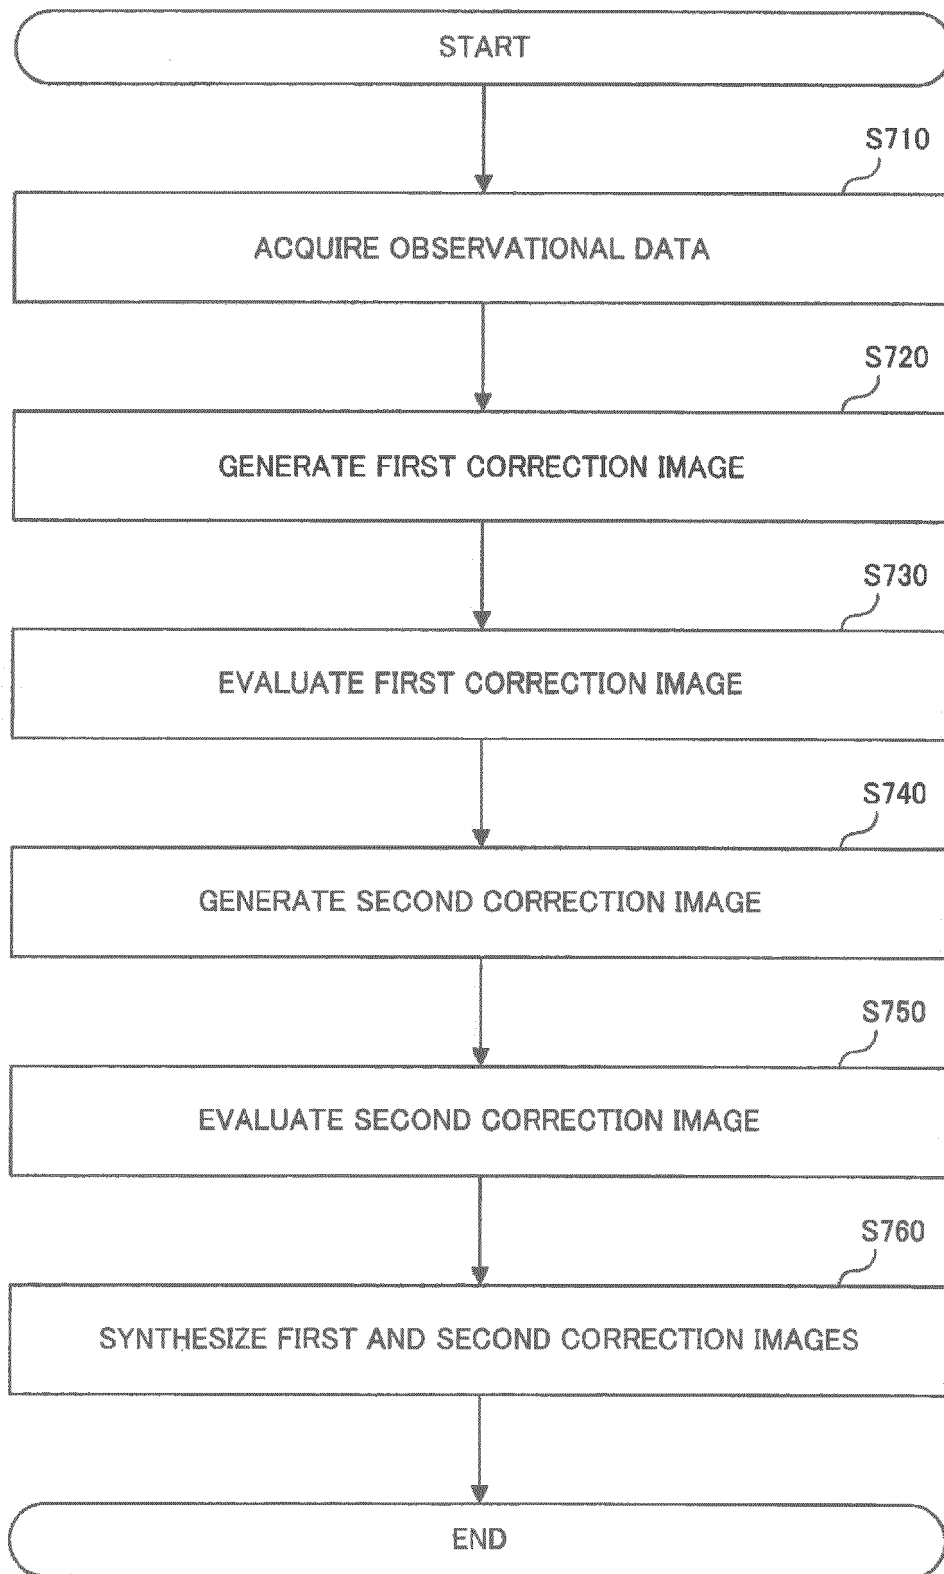 START
S710
ACQUIRE OBSERVATIONAL DATA
S720
GENERATE FIRST CORRECTION IMAGE
S730
EVALUATE FIRST CORRECTION IMAGE
S740
GENERATE SECOND CORRECTION IMAGE
S750
EVALUATE SECOND CORRECTION IMAGE
S760
SYNTHESIZE FIRST AND SECOND CORRECTION IMAGES
END